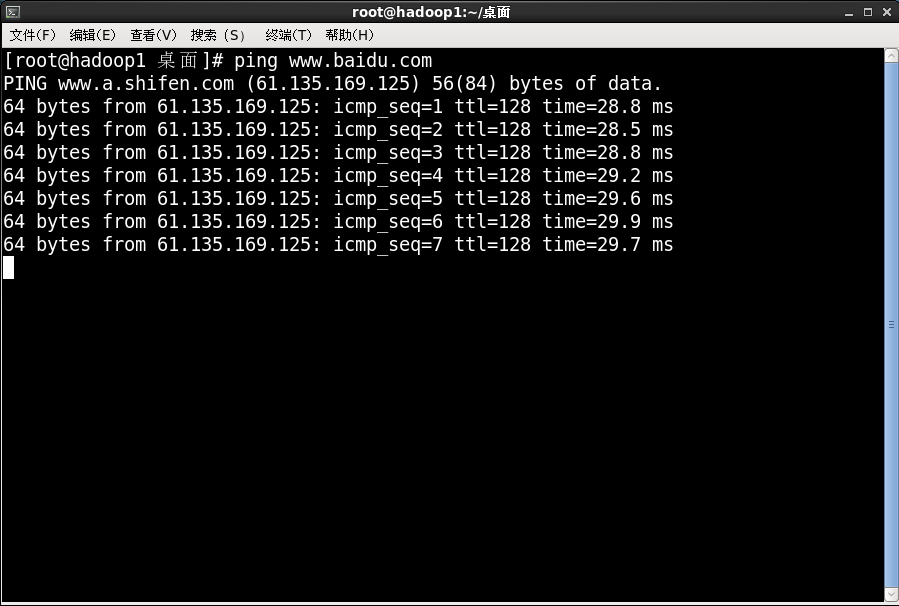 root@hadoop1:~/桌面
文件(F) 编辑(E) 查看(V) 搜索 (S) 终端(T) 帮助(H)
[root@hadoop1 桌面]# ping www.baidu.com
PING www.a.shifen.com (61.135.169.125) 56(84) bytes of data.
64 bytes from 61.135.169.125: icmp_seq=1 ttl=128 time=28.8 ms
64 bytes from 61.135.169.125: icmp_seq=2 ttl=128 time=28.5 ms
64 bytes from 61.135.169.125: icmp_seq=3 ttl=128 time=28.8 ms
64 bytes from 61.135.169.125: icmp_seq=4 ttl=128 time=29.2 ms
64 bytes from 61.135.169.125: icmp_seq=5 ttl=128 time=29.6 ms
64 bytes from 61.135.169.125: icmp_seq=6 ttl=128 time=29.9 ms
64 bytes from 61.135.169.125: icmp_seq=7 ttl=128 time=29.7 ms